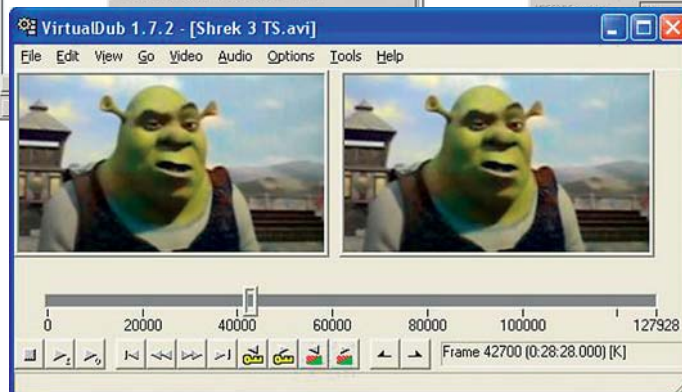 VirtualDub 1.7.2 - [Shrek 3 TS.avi]
File Edit View Go Video Audio Options Tools Help
0 20000 40000 60000 80000 100000 127928
Frame 42700 (0:28:28.000) [K]